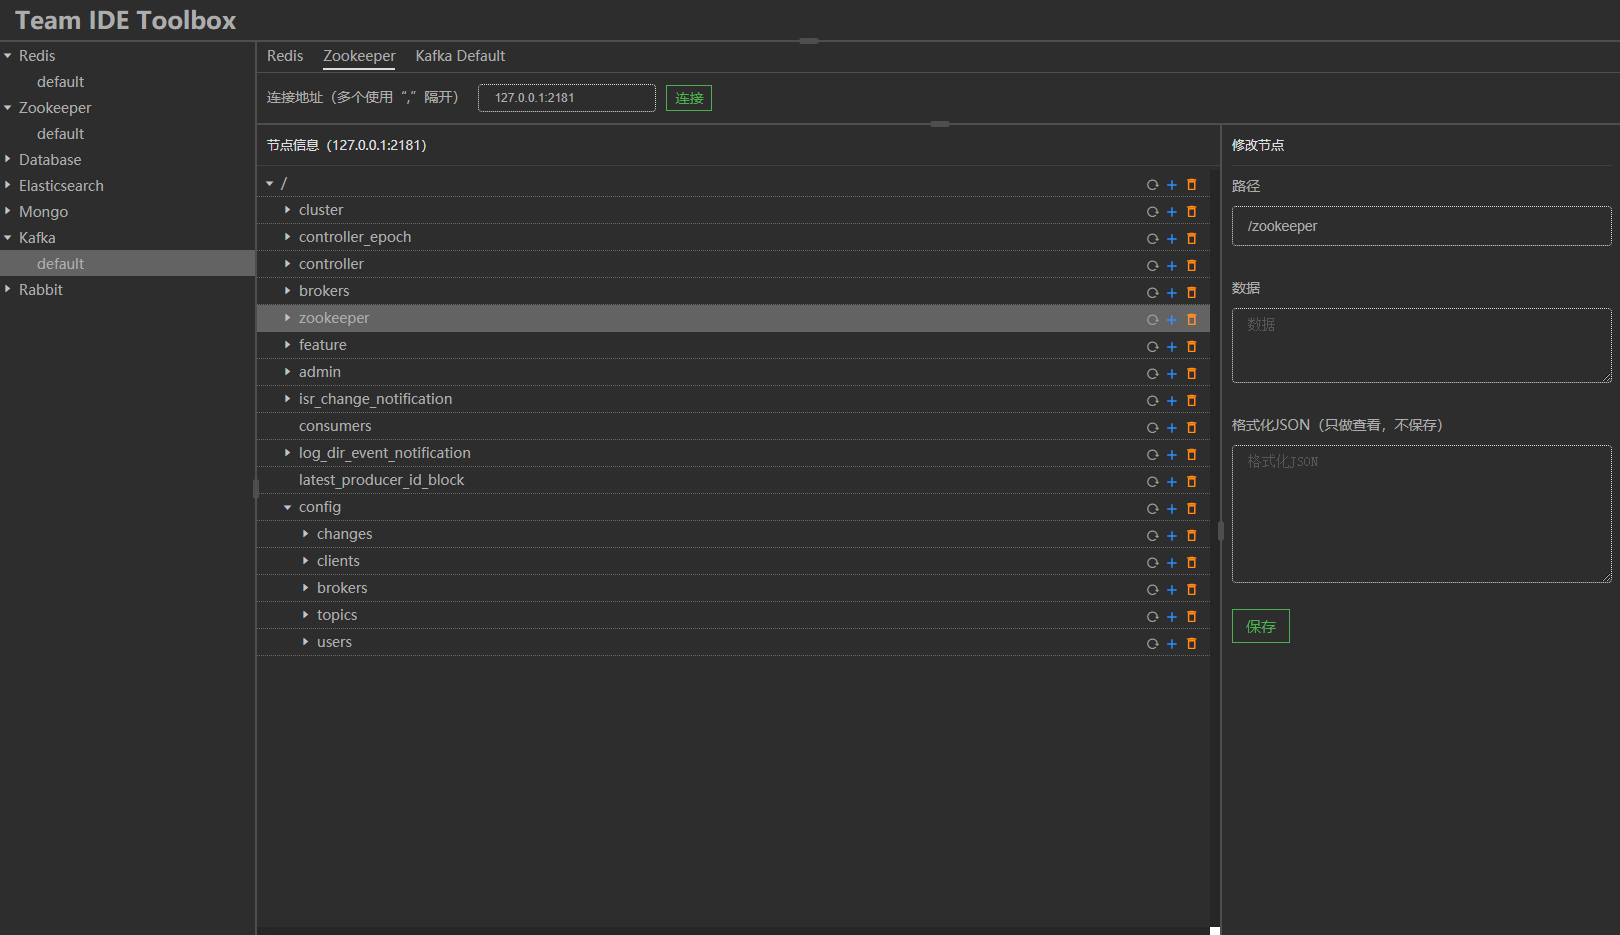 Team IDE Toolbox
Redis
default
Zookeeper
default
Database
Elasticsearch
Mongo
Kafka
default
Rabbit
Redis Zookeeper Kafka Default
连接地址（多个使用“,”隔开） 127.0.0.1:2181 连接
节点信息（127.0.0.1:2181）
/
cluster
controller_epoch
controller
brokers
zookeeper
feature
admin
isr_change_notification
consumers
log_dir_event_notification
latest_producer_id_block
config
changes
clients
brokers
topics
users
修改节点
路径
/zookeeper
数据
数据
格式化JSON（只做查看，不保存）
格式化JSON
保存